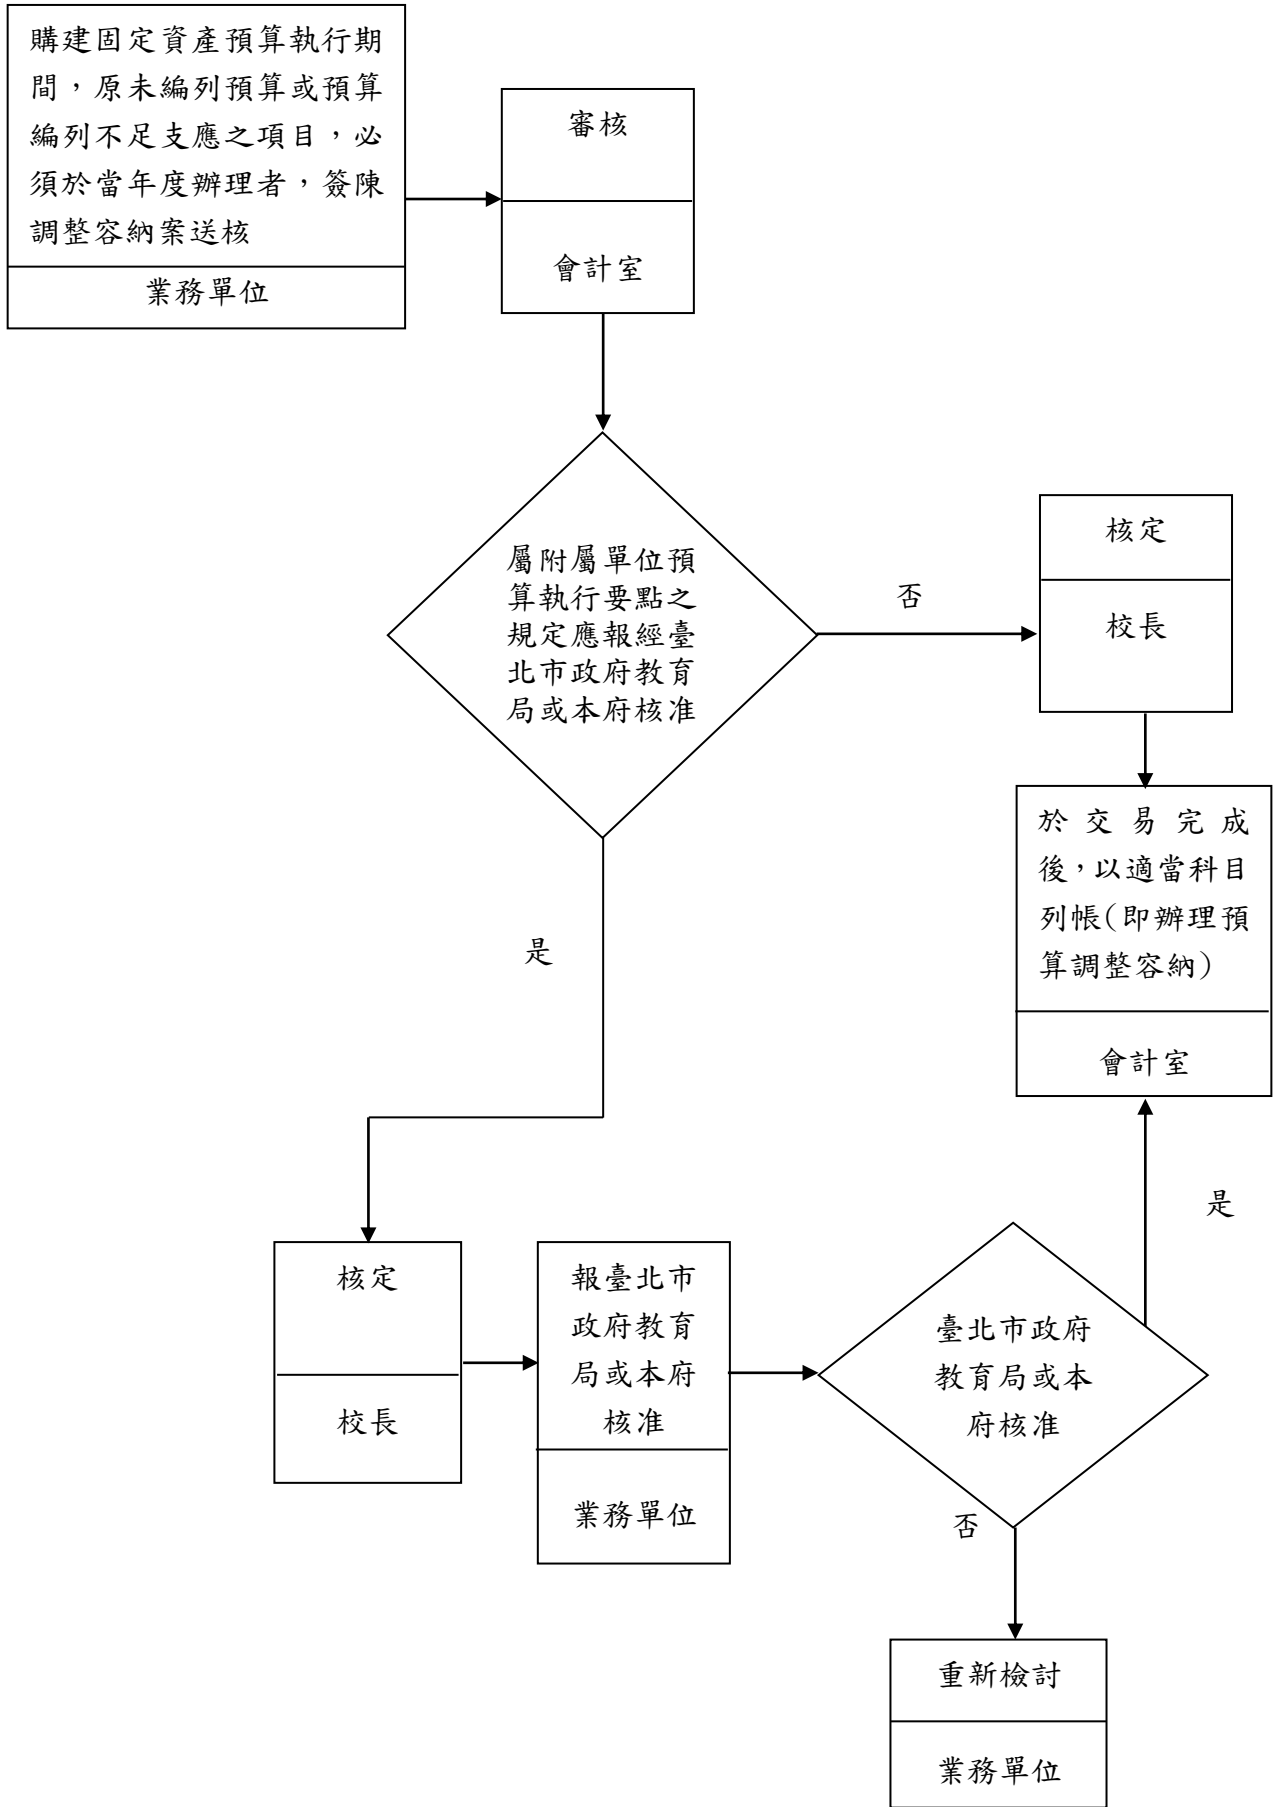 購建固定資產預算執行期
間，原未編列預算或預算
編列不足支應之項目，必
須於當年度辦理者，簽陳
調整容納案送核
業務單位
審核
會計室
屬附屬單位預
算執行要點之
規定應報經臺
北市政府教育
局或本府核准
否
核定
校長
於交易完成
後，以適當科目
列帳(即辦理預
算調整容納)
會計室
是
是
核定
校長
報臺北市
政府教育
局或本府
核准
業務單位
臺北市政府
教育局或本
府核准
否
重新檢討
業務單位